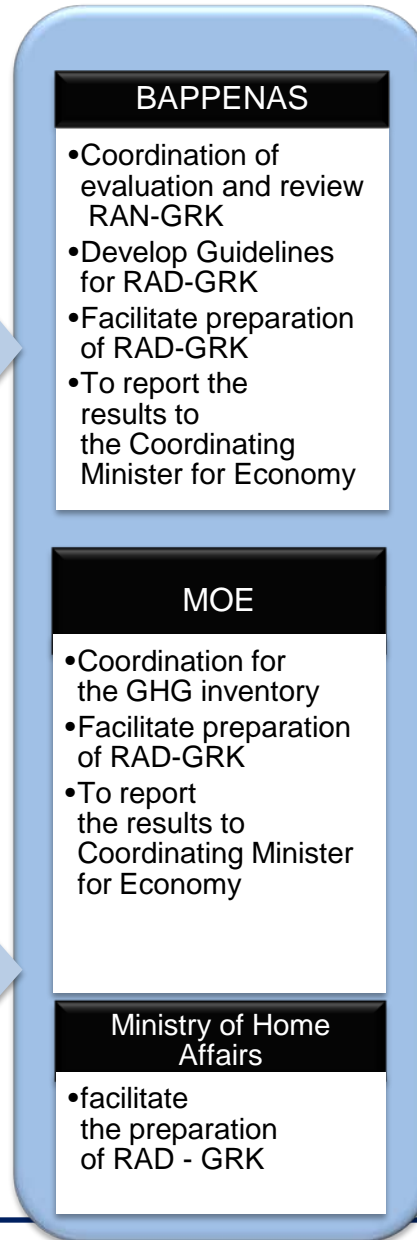 BAPPENAS
•Coordination of
evaluation and review
RAN-GRK
•Develop Guidelines
for RAD-GRK
•Facilitate preparation
of RAD-GRK
•To report the
results to
the Coordinating
Minister for Economy
MOE
•Coordination for
the GHG inventory
•Facilitate preparation
of RAD-GRK
•To report
the results to
Coordinating Minister
for Economy
Ministry of Home
Affairs
•facilitate
the preparation
of RAD - GRK